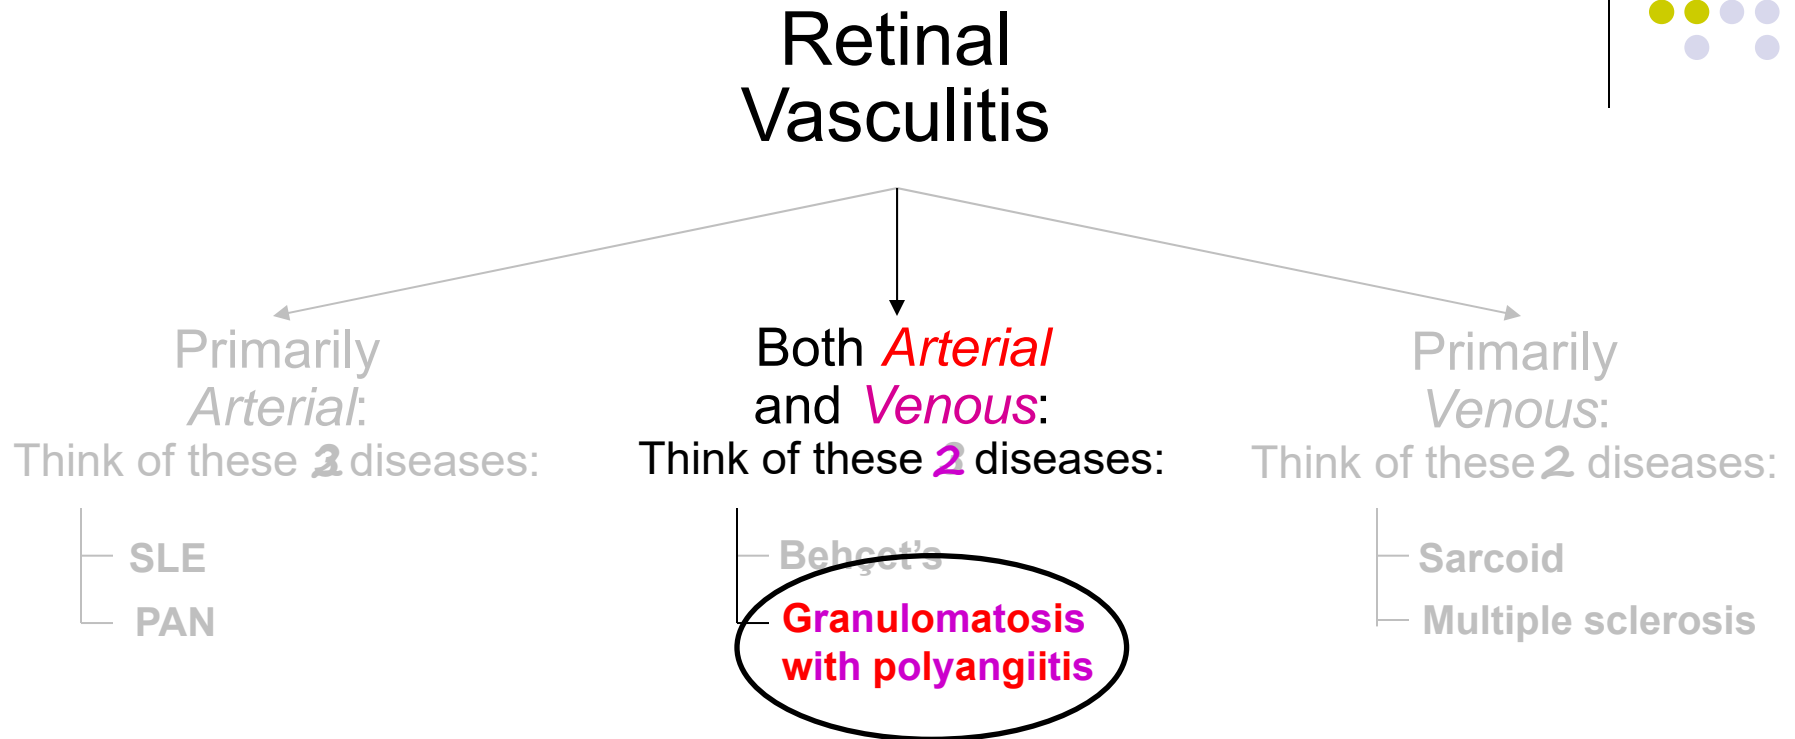 Retinal
Vasculitis
Primarily
Arterial:
Think of these 2 diseases:
SLE
PAN
Both Arterial
and Venous:
Think of these 2 diseases:
Behçet’s
Granulomatosis
with polyangiitis
Primarily
Venous:
Think of these 2 diseases:
Sarcoid
Multiple sclerosis